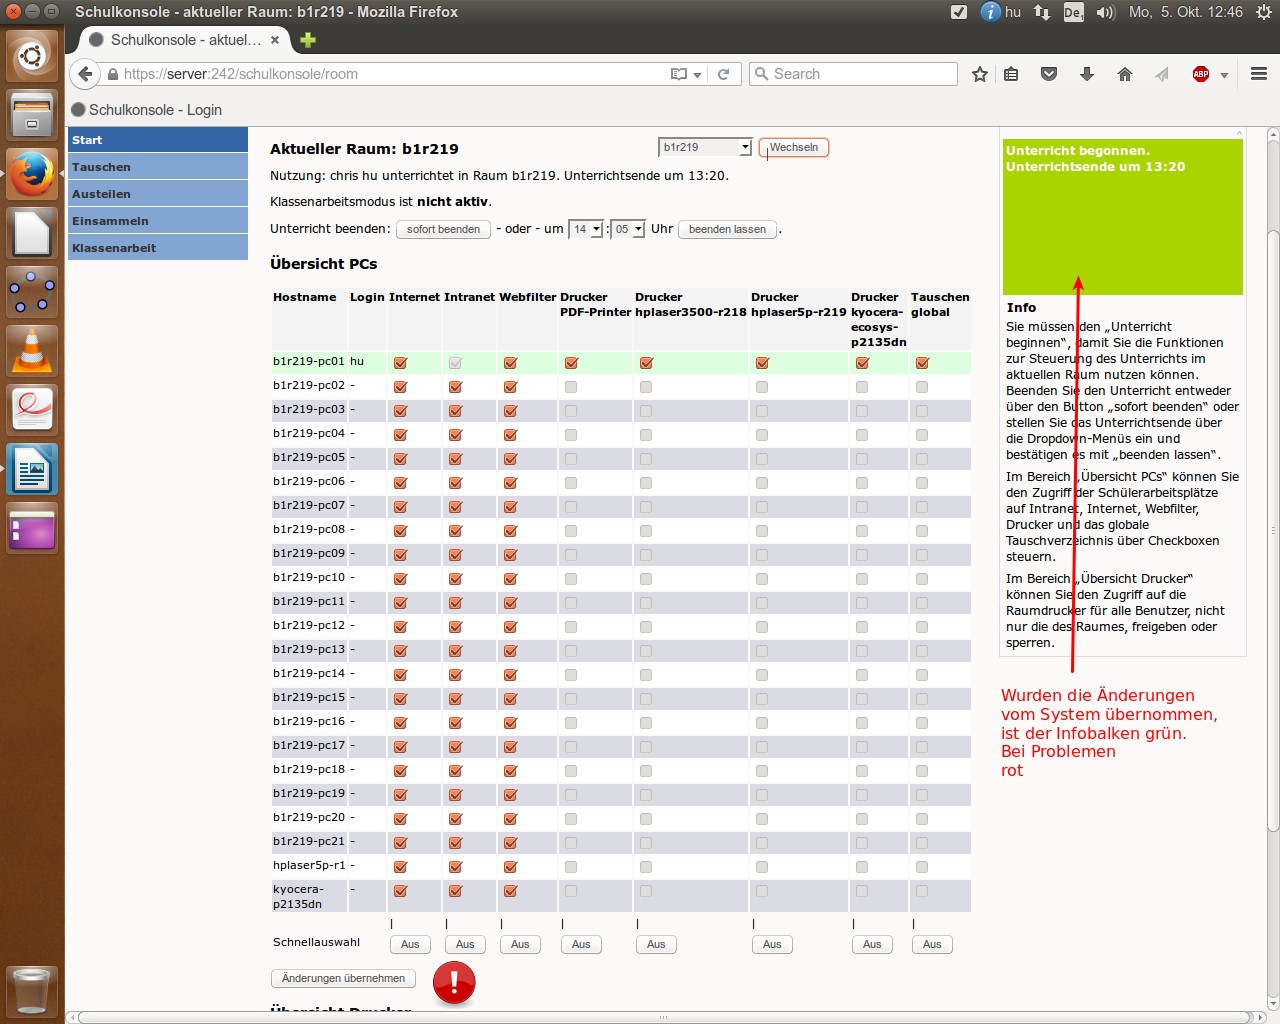 Schulkonsole - aktueller Raum: b1r219 - Mozilla Firefox
hu
De1
Mo, 5. Okt. 12:46
Schulkonsole - aktuel...
https://server:242/schulkonsole/room
Search
ABP
Schulkonsole - Login
Start
Tauschen
Austeilen
Einsammeln
Klassenarbeit
Aktueller Raum: b1r219
b1r219
Wechseln
Nutzung: chris hu unterrichtet in Raum b1r219. Unterrichtsende um 13:20.
Klassenarbeitsmodus ist nicht aktiv.
Unterricht beenden: sofort beenden - oder - um 14 : 05 Uhr beenden lassen .
Übersicht PCs
Hostname Login Internet Intranet Webfilter Drucker PDF-Printer Drucker hplaser3500-r218 Drucker hplaser5p-r219 Drucker kyocera-ecosys-p2135dn Tauschen global
b1r219-pc01 hu
b1r219-pc02 -
b1r219-pc03 -
b1r219-pc04 -
b1r219-pc05 -
b1r219-pc06 -
b1r219-pc07 -
b1r219-pc08 -
b1r219-pc09 -
b1r219-pc10 -
b1r219-pc11 -
b1r219-pc12 -
b1r219-pc13 -
b1r219-pc14 -
b1r219-pc15 -
b1r219-pc16 -
b1r219-pc17 -
b1r219-pc18 -
b1r219-pc19 -
b1r219-pc20 -
b1r219-pc21 -
hplaser5p-r1 -
kyocera-p2135dn -
| | | | | | | |
Schnellauswahl Aus Aus Aus Aus Aus Aus Aus Aus
Änderungen übernehmen
!
Übersicht Drucker
Unterricht begonnen.
Unterrichtsende um 13:20
Info
Sie müssen den „Unterricht
beginnen“, damit Sie die Funktionen
zur Steuerung des Unterrichts im
aktuellen Raum nutzen können.
Beenden Sie den Unterricht entweder
über den Button „sofort beenden“ oder
stellen Sie das Unterrichtsende über
die Dropdown-Menüs ein und
bestätigen es mit „beenden lassen“.
Im Bereich „Übersicht PCs“ können Sie
den Zugriff der Schülerarbeitsplätze
auf Intranet, Internet, Webfilter,
Drucker und das globale
Tauschverzeichnis über Checkboxen
steuern.
Im Bereich „Übersicht Drucker“
können Sie den Zugriff auf die
Raumdrucker für alle Benutzer, nicht
nur die des Raumes, freigeben oder
sperren.
Wurden die Änderungen
vom System übernommen,
ist der Infobalken grün.
Bei Problemen
rot